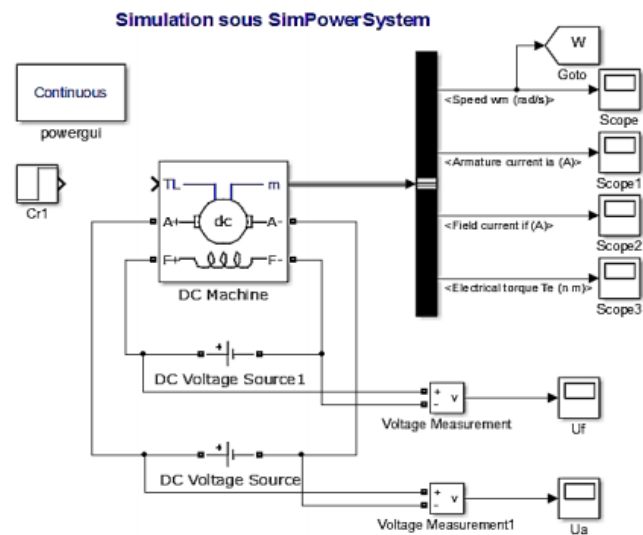 Simulation sous SimPowerSystem
W
Goto
Continuous
powergui
<Speed wm (rad/s)>
Scope
<Armature current ia (A)>
Scope1
Cr1
TL
m
A+
dc
A-
F+
F-
DC Machine
<Field current if (A)>
Scope2
<Electrical torque Te (n m)>
Scope3
+
DC Voltage Source1
+
-
v
Voltage Measurement
Uf
+
DC Voltage Source
+
-
v
Voltage Measurement1
Ua